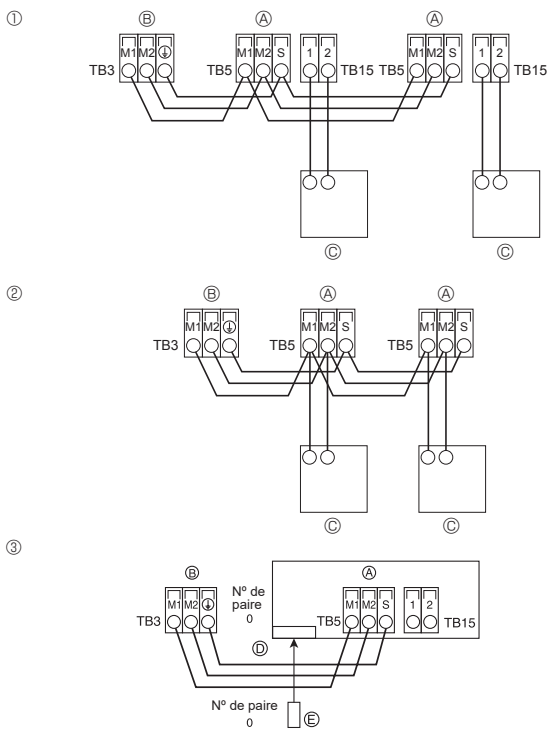 ①
Ⓑ Ⓐ Ⓐ
M1 M2 ⏚ M1 M2 S 1 2 M1 M2 S 1 2
TB3 TB5 TB15 TB5 TB15
Ⓒ Ⓒ
②
Ⓑ Ⓐ Ⓐ
M1 M2 ⏚ M1 M2 S M1 M2 S
TB3 TB5 TB5
Ⓒ Ⓒ
③
Ⓑ Ⓐ
Nº de
paire
0
M1 M2 ⏚ M1 M2 S 1 2
TB3 TB5 TB15
Ⓓ
Nº de paire
0
Ⓔ